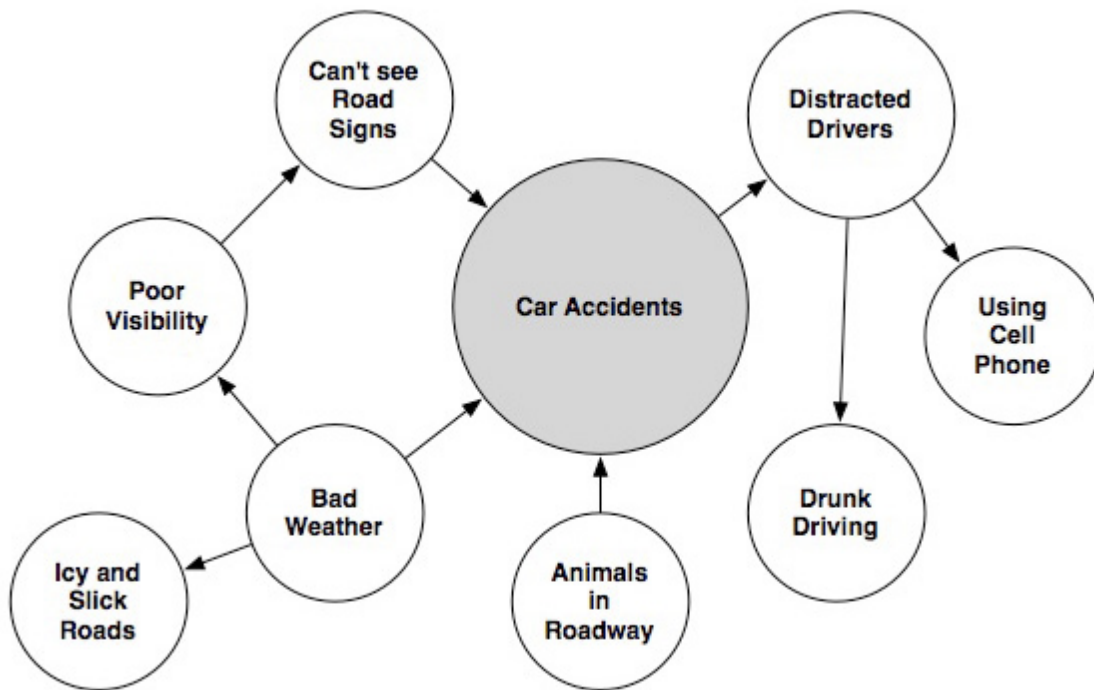 Can't see
Road
Signs
Distracted
Drivers
Poor
Visibility
Car Accidents
Using
Cell
Phone
Bad
Weather
Drunk
Driving
Icy and
Slick
Roads
Animals
in
Roadway